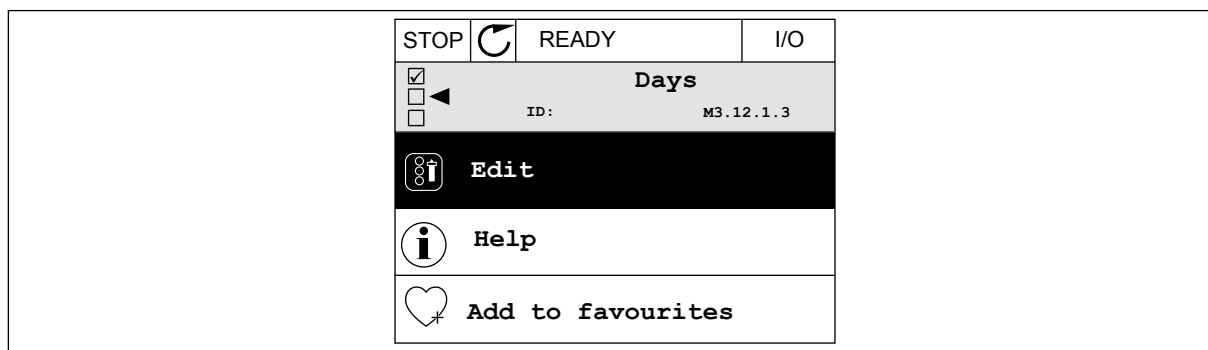 STOP READY I/O
Days
ID: M3.12.1.3
Edit
Help
Add to favourites